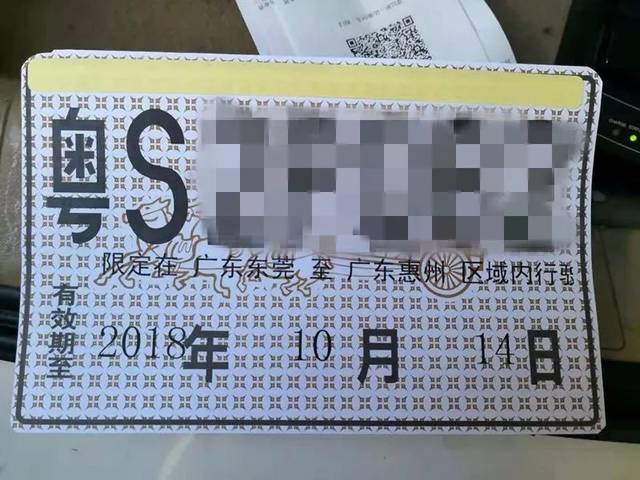 粤S
限定在 广东东莞 至 广东惠州 区域内行驶
有效期至 2018年 10月 14日